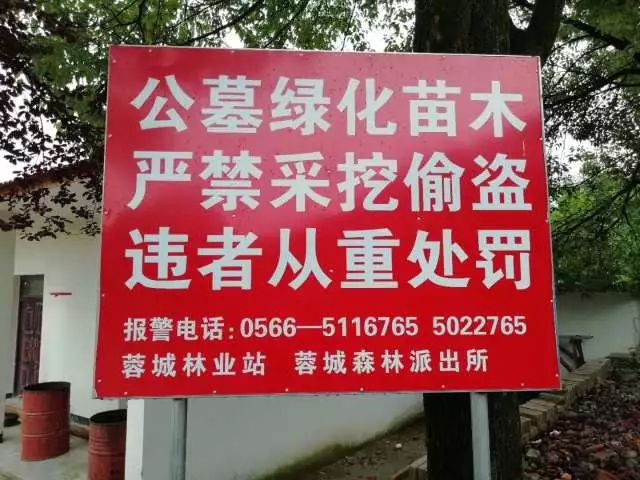 公墓绿化苗木
严禁采挖偷盗
违者从重处罚
报警电话:0566—5116765 5022765
蓉城林业站 蓉城森林派出所